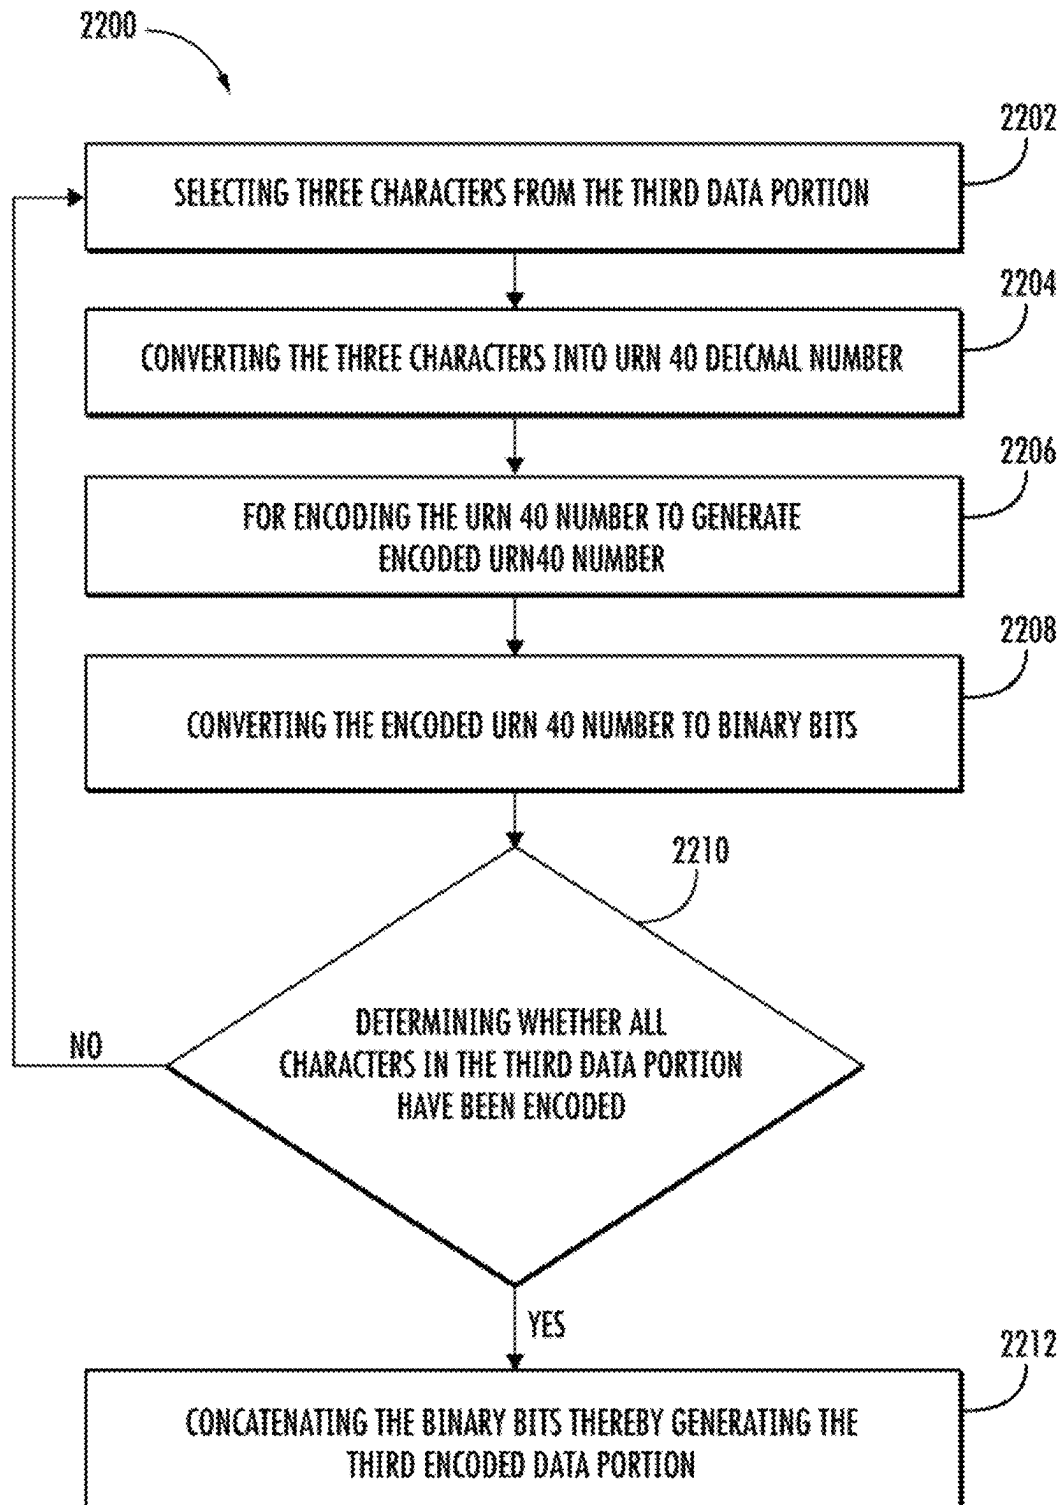 2200
2202
SELECTING THREE CHARACTERS FROM THE THIRD DATA PORTION
2204
CONVERTING THE THREE CHARACTERS INTO URN 40 DEICMAL NUMBER
2206
FOR ENCODING THE URN 40 NUMBER TO GENERATE
ENCODED URN40 NUMBER
2208
CONVERTING THE ENCODED URN 40 NUMBER TO BINARY BITS
2210
DETERMINING WHETHER ALL
CHARACTERS IN THE THIRD DATA PORTION
HAVE BEEN ENCODED
NO
YES
2212
CONCATENATING THE BINARY BITS THEREBY GENERATING THE
THIRD ENCODED DATA PORTION